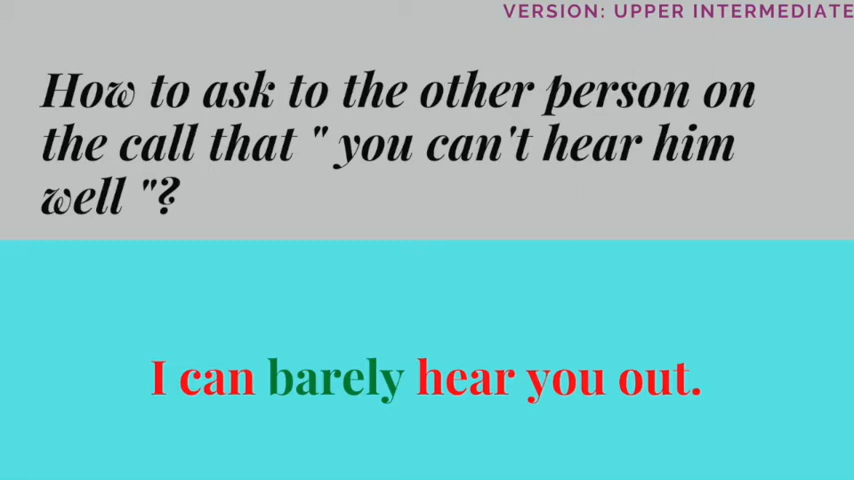 VERSION: UPPER INTERMEDIATE
How to ask to the other person on
the call that " you can't hear him
well "?
I can barely hear you out.